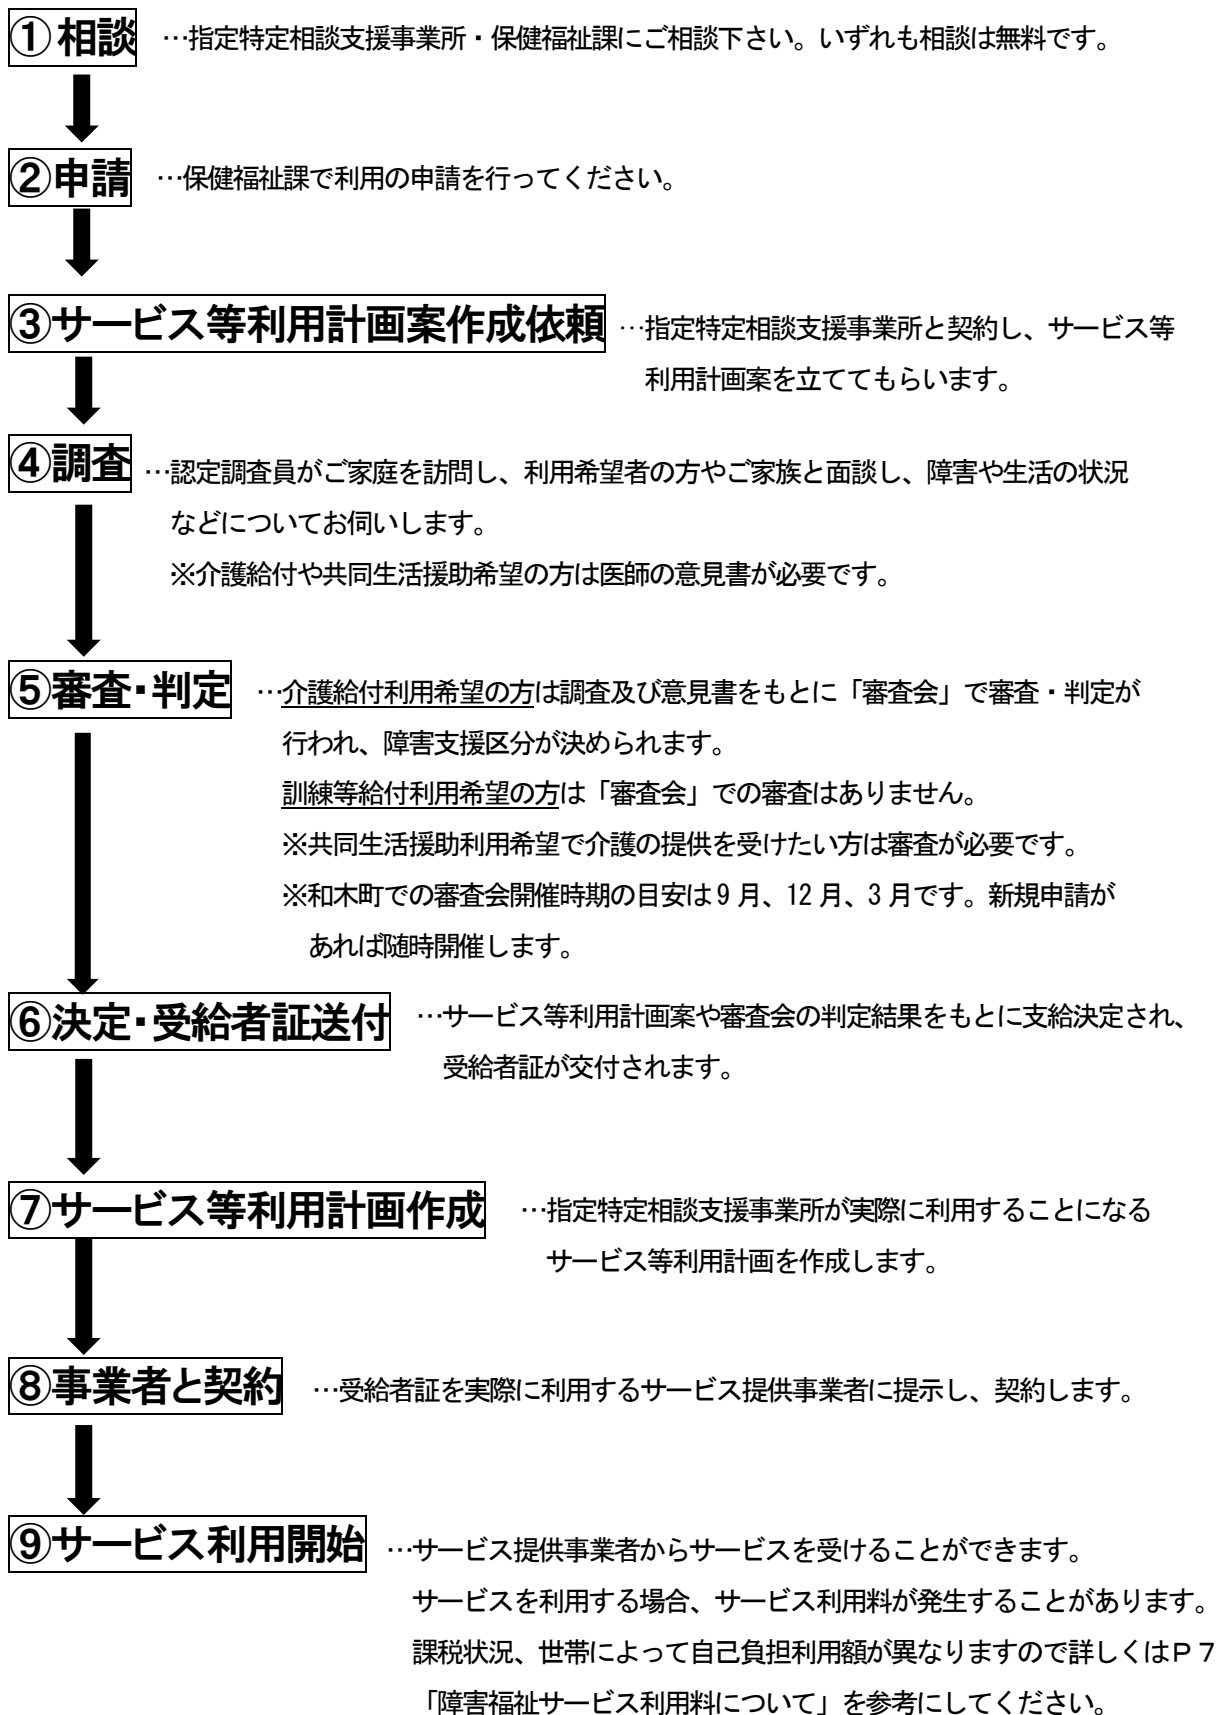 ①相談 …指定特定相談支援事業所・保健福祉課にご相談下さい。いずれも相談は無料です。
②申請 …保健福祉課で利用の申請を行ってください。
③サービス等利用計画案作成依頼 …指定特定相談支援事業所と契約し、サービス等
利用計画案を立ててもらいます。
④調査 …認定調査員がご家庭を訪問し、利用希望者の方やご家族と面談し、障害や生活の状況
などについてお伺いします。
※介護給付や共同生活援助希望の方は医師の意見書が必要です。
⑤審査・判定 …介護給付利用希望の方は調査及び意見書をもとに「審査会」で審査・判定が
行われ、障害支援区分が決められます。
訓練等給付利用希望の方は「審査会」での審査はありません。
※共同生活援助利用希望で介護の提供を受けたい方は審査が必要です。
※和木町での審査会開催時期の目安は9月、12月、3月です。新規申請が
あれば随時開催します。
⑥決定・受給者証送付 …サービス等利用計画案や審査会の判定結果をもとに支給決定され、
受給者証が交付されます。
⑦サービス等利用計画作成 …指定特定相談支援事業所が実際に利用することになる
サービス等利用計画を作成します。
⑧事業者と契約 …受給者証を実際に利用するサービス提供事業者に提示し、契約します。
⑨サービス利用開始 …サービス提供事業者からサービスを受けることができます。
サービスを利用する場合、サービス利用料が発生することがあります。
課税状況、世帯によって自己負担利用額が異なりますので詳しくはP7
「障害福祉サービス利用料について」を参考にしてください。